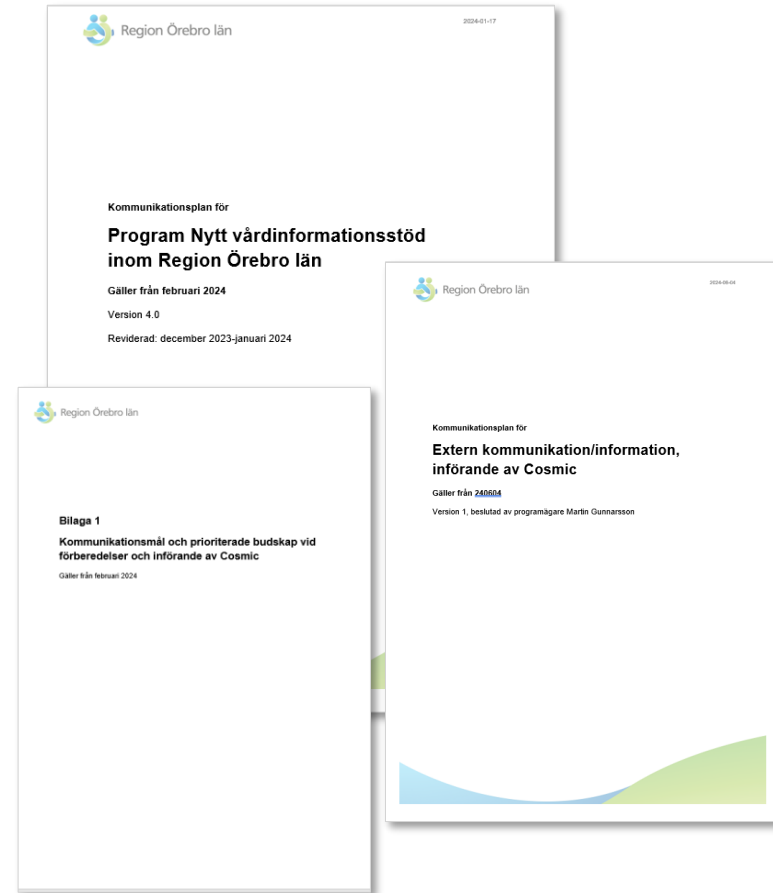 Region Örebro län
2024-01-17
Kommunikationsplan för
Program Nytt vårdinformationsstöd
inom Region Örebro län
Gäller från februari 2024
Version 4.0
Reviderad: december 2023-januari 2024
Region Örebro län
Kommunikationsplan för
Extern kommunikation/information,
införande av Cosmic
Gäller från 240604
Version 1, beslutad av programägare Martin Gunnarsson
Region Örebro län
Bilaga 1
Kommunikationsmål och prioriterade budskap vid
förberedelser och införande av Cosmic
Gäller från februari 2024